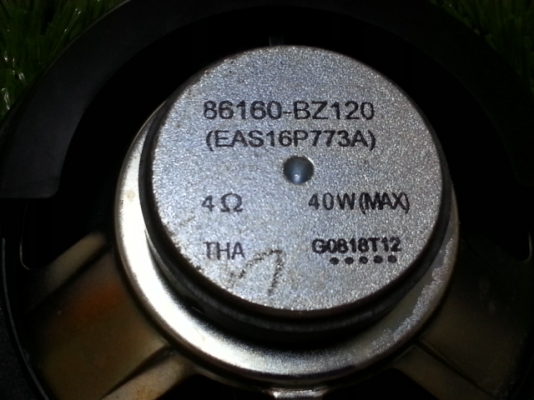 86160-BZ120
(EAS16P773A)
4Ω 40W(MAX)
THA G0818T12